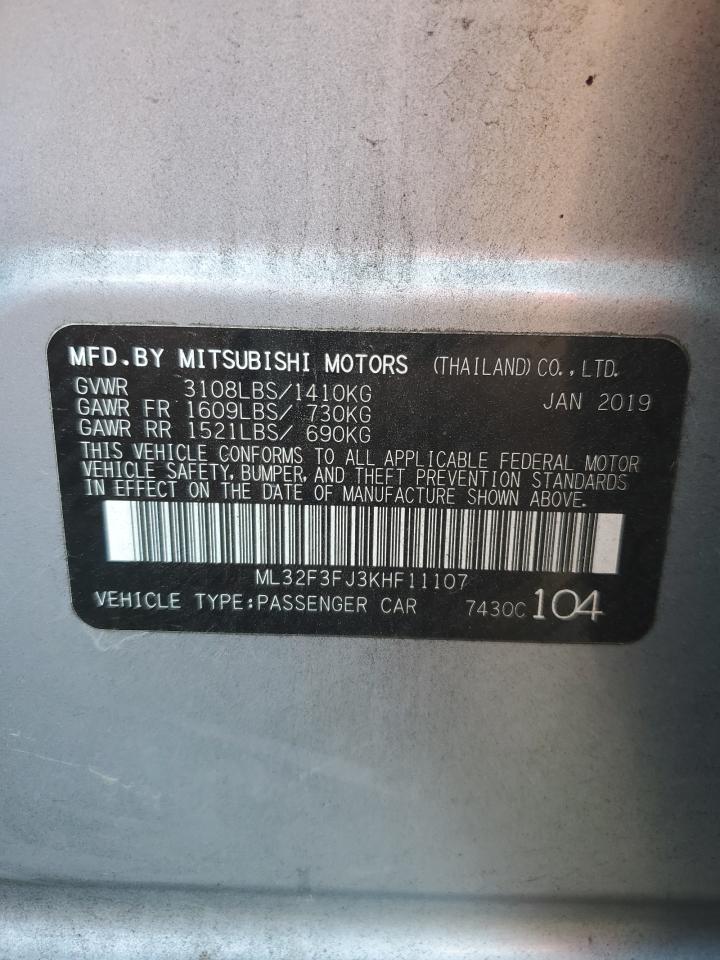 MFD.BY MITSUBISHI MOTORS (THAILAND) CO., LTD.
GVWR 3108LBS/1410KG JAN 2019
GAWR FR 1609LBS/ 730KG
GAWR RR 1521LBS/ 690KG
THIS VEHICLE CONFORMS TO ALL APPLICABLE FEDERAL MOTOR
VEHICLE SAFETY, BUMPER, AND THEFT PREVENTION STANDARDS
IN EFFECT ON THE DATE OF MANUFACTURE SHOWN ABOVE.
ML32F3FJ3KHF11107
VEHICLE TYPE:PASSENGER CAR 7430C 104